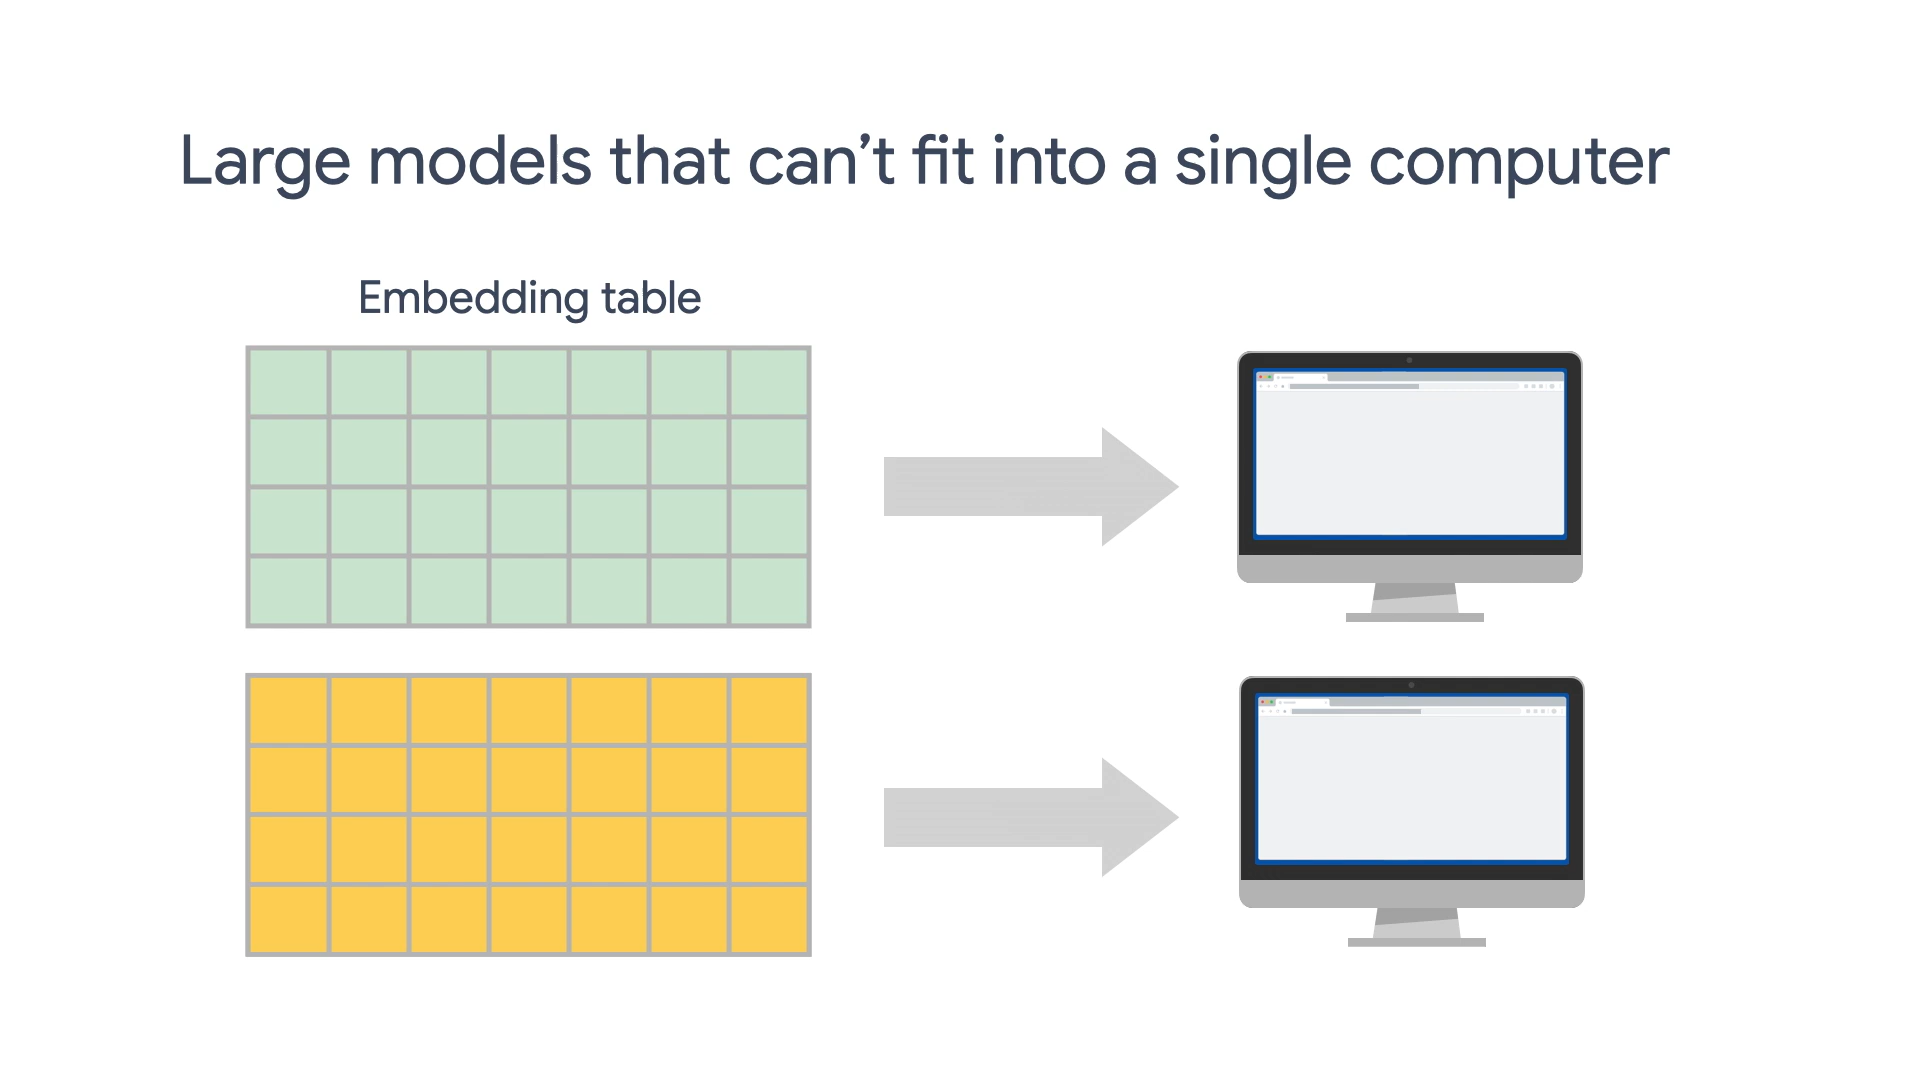 Large models that can’t fit into a single computer
Embedding table